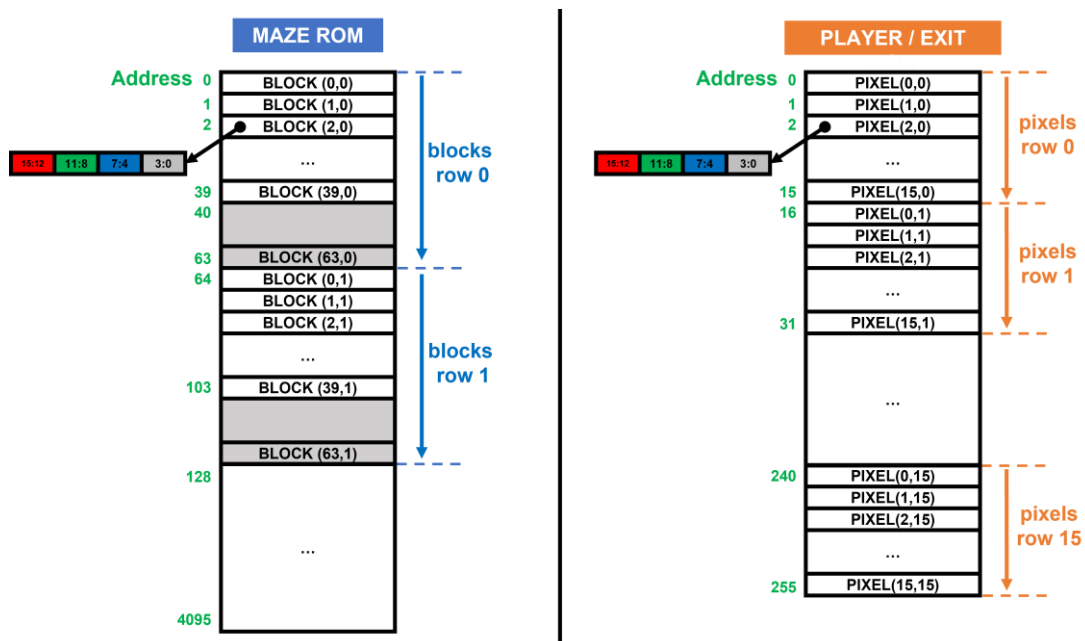 MAZE ROM
Address 0 BLOCK (0,0)
1 BLOCK (1,0)
2 BLOCK (2,0)
15:12 11:8 7:4 3:0
...
39 BLOCK (39,0)
40
63 BLOCK (63,0)
blocks
row 0
64 BLOCK (0,1)
BLOCK (1,1)
BLOCK (2,1)
...
103 BLOCK (39,1)
BLOCK (63,1)
blocks
row 1
128
...
4095
PLAYER / EXIT
Address 0 PIXEL(0,0)
1 PIXEL(1,0)
2 PIXEL(2,0)
15:12 11:8 7:4 3:0
...
15 PIXEL(15,0)
pixels
row 0
16 PIXEL(0,1)
PIXEL(1,1)
PIXEL(2,1)
...
31 PIXEL(15,1)
pixels
row 1
...
240 PIXEL(0,15)
PIXEL(1,15)
PIXEL(2,15)
...
255 PIXEL(15,15)
pixels
row 15